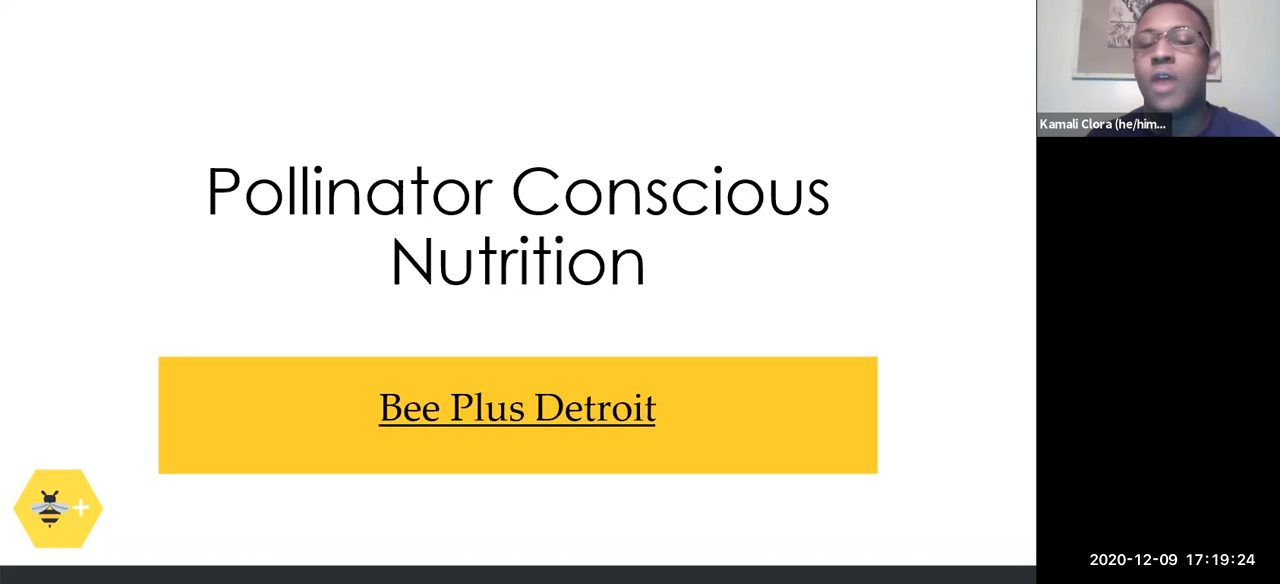 Pollinator Conscious
Nutrition
Bee Plus Detroit
+
Kamali Clora (he/him...
2020-12-09 17:19:24